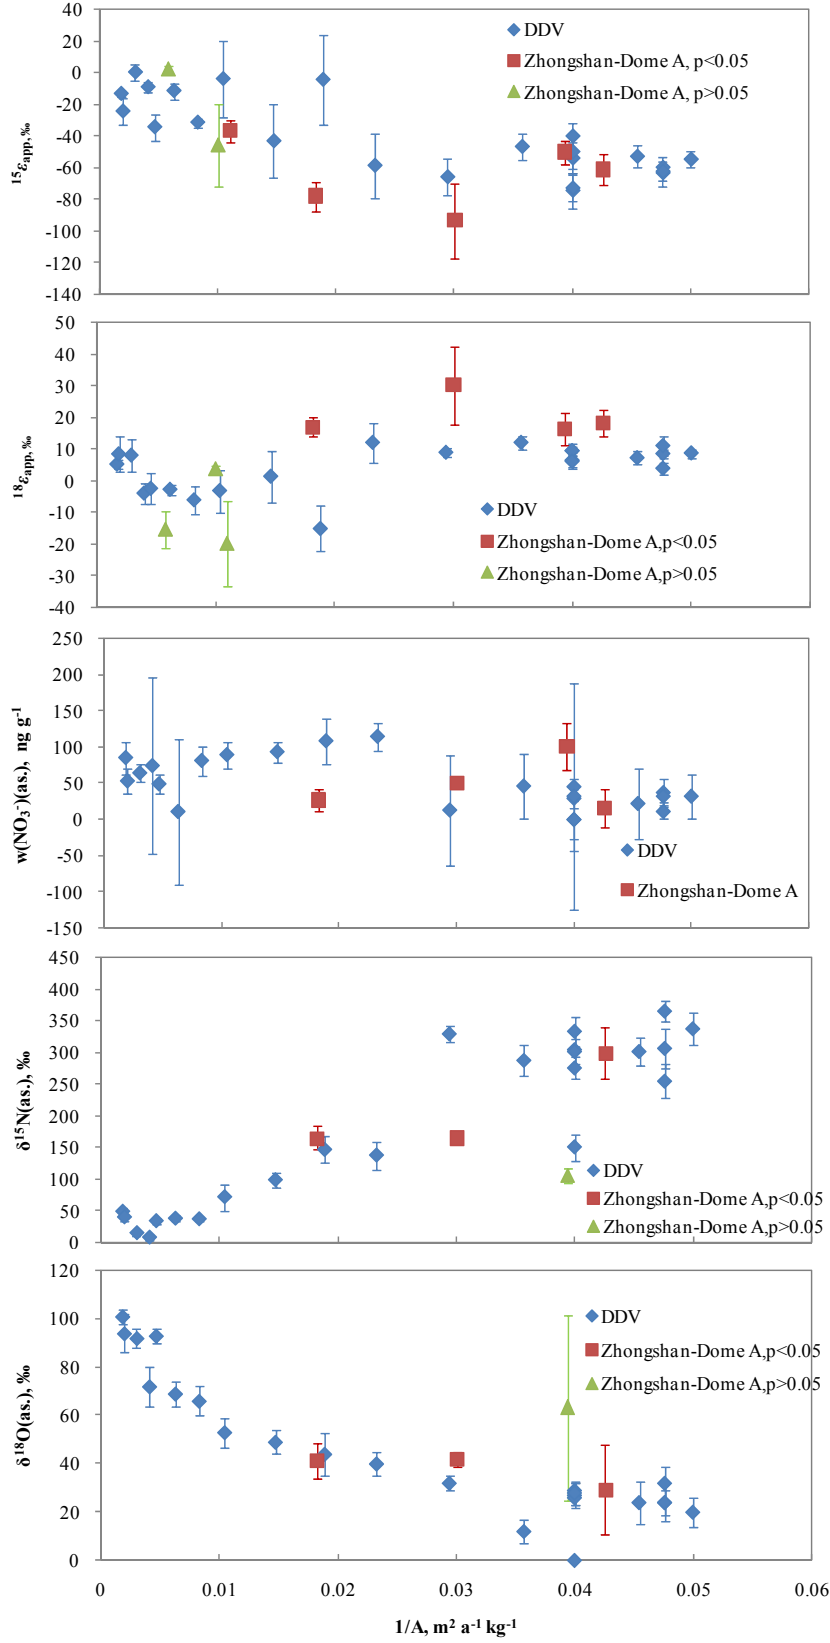 40
20
0
-20
-40
-60
-80
-100
-120
-140
¹⁵ε_app, ‰
DDV
Zhongshan-Dome A, p<0.05
Zhongshan-Dome A, p>0.05
50
40
30
20
10
0
-10
-20
-30
-40
¹⁸ε_app, ‰
DDV
Zhongshan-Dome A,p<0.05
Zhongshan-Dome A,p>0.05
250
200
150
100
50
0
-50
-100
-150
w(NO₃⁻)(as.), ng g⁻¹
DDV
Zhongshan-Dome A
450
400
350
300
250
200
150
100
50
0
δ¹⁵N(as.), ‰
DDV
Zhongshan-Dome A,p<0.05
Zhongshan-Dome A,p>0.05
120
100
80
60
40
20
0
δ¹⁸O(as.), ‰
DDV
Zhongshan-Dome A,p<0.05
Zhongshan-Dome A,p>0.05
0 0.01 0.02 0.03 0.04 0.05 0.06
1/A, m² a⁻¹ kg⁻¹